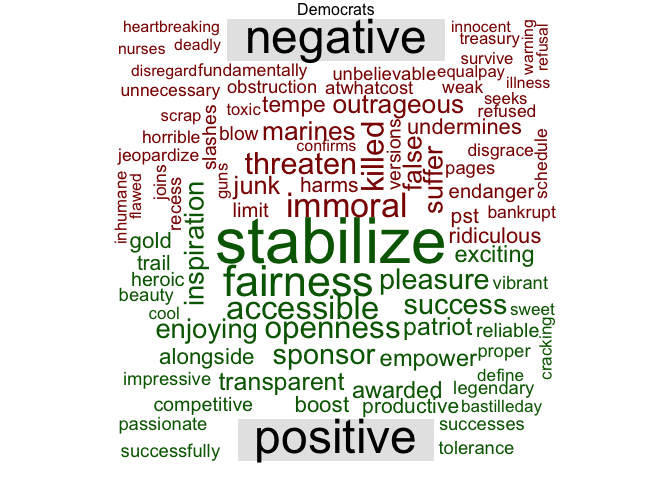 Democrats
heartbreaking negative innocent
nurses deadly treasury warning refusal
survive
disregard fundamentally unbelievable equalpay illness
unnecessary obstruction atwhatcost weak seeks
scrap toxic tempe outrageous refused
horrible slashes blow marines confirms killed versions false undermines
jeopardize threaten suffer disgrace schedule
inhumane flawed joins recess guns junk harms pages endanger
limit immoral pst bankrupt
gold inspiration stabilize ridiculous
trail exciting
heroic fairness pleasure vibrant
beauty accessible success sweet
cool
enjoying openness patriot reliable cracking
alongside sponsor empower proper
impressive transparent awarded define legendary
competitive boost productive bastilleday
passionate positive successes
successfully tolerance